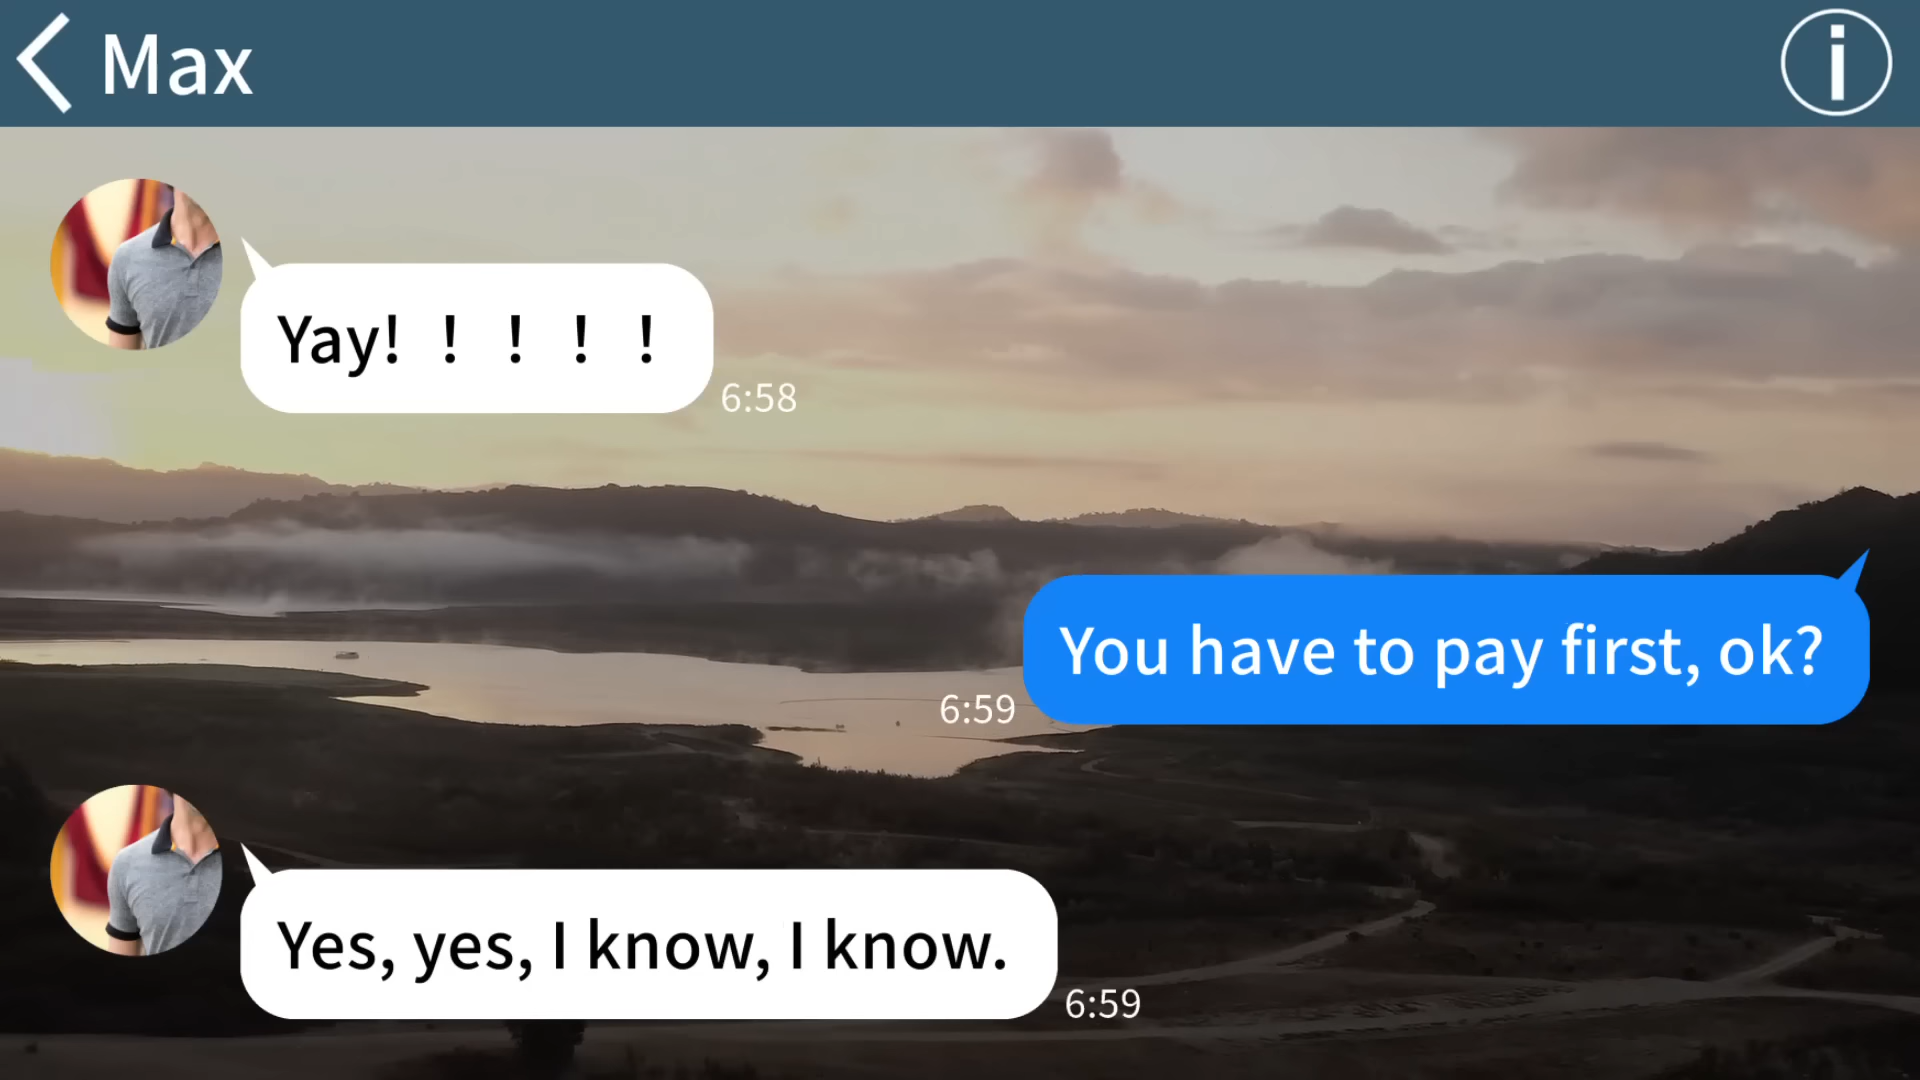 Max
Yay!！！！！
6:58
You have to pay first, ok?
6:59
Yes, yes, I know, I know.
6:59